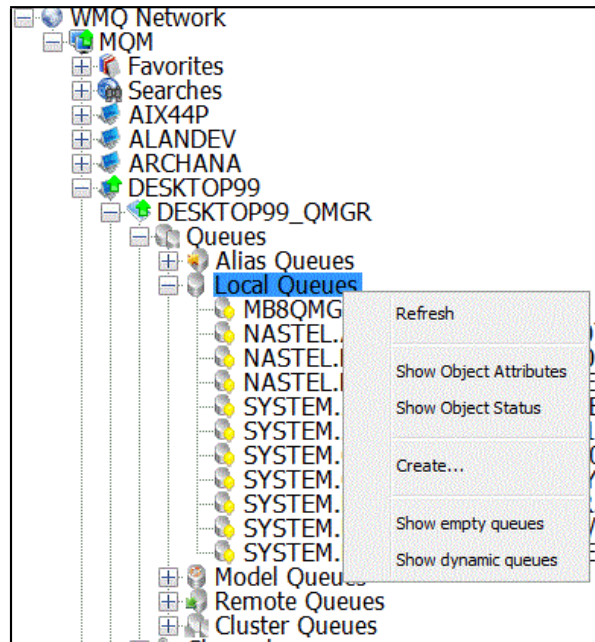 WMQ Network
MQM
Favorites
Searches
AIX44P
ALANDEV
ARCHANA
DESKTOP99
DESKTOP99_QMGR
Queues
Alias Queues
Local Queues
MB8QMG
NASTEL.
NASTEL.
NASTEL.
SYSTEM.
SYSTEM.
SYSTEM.
SYSTEM.
SYSTEM.
SYSTEM.
SYSTEM.
Refresh
Show Object Attributes
Show Object Status
Create...
Show empty queues
Show dynamic queues
Model Queues
Remote Queues
Cluster Queues